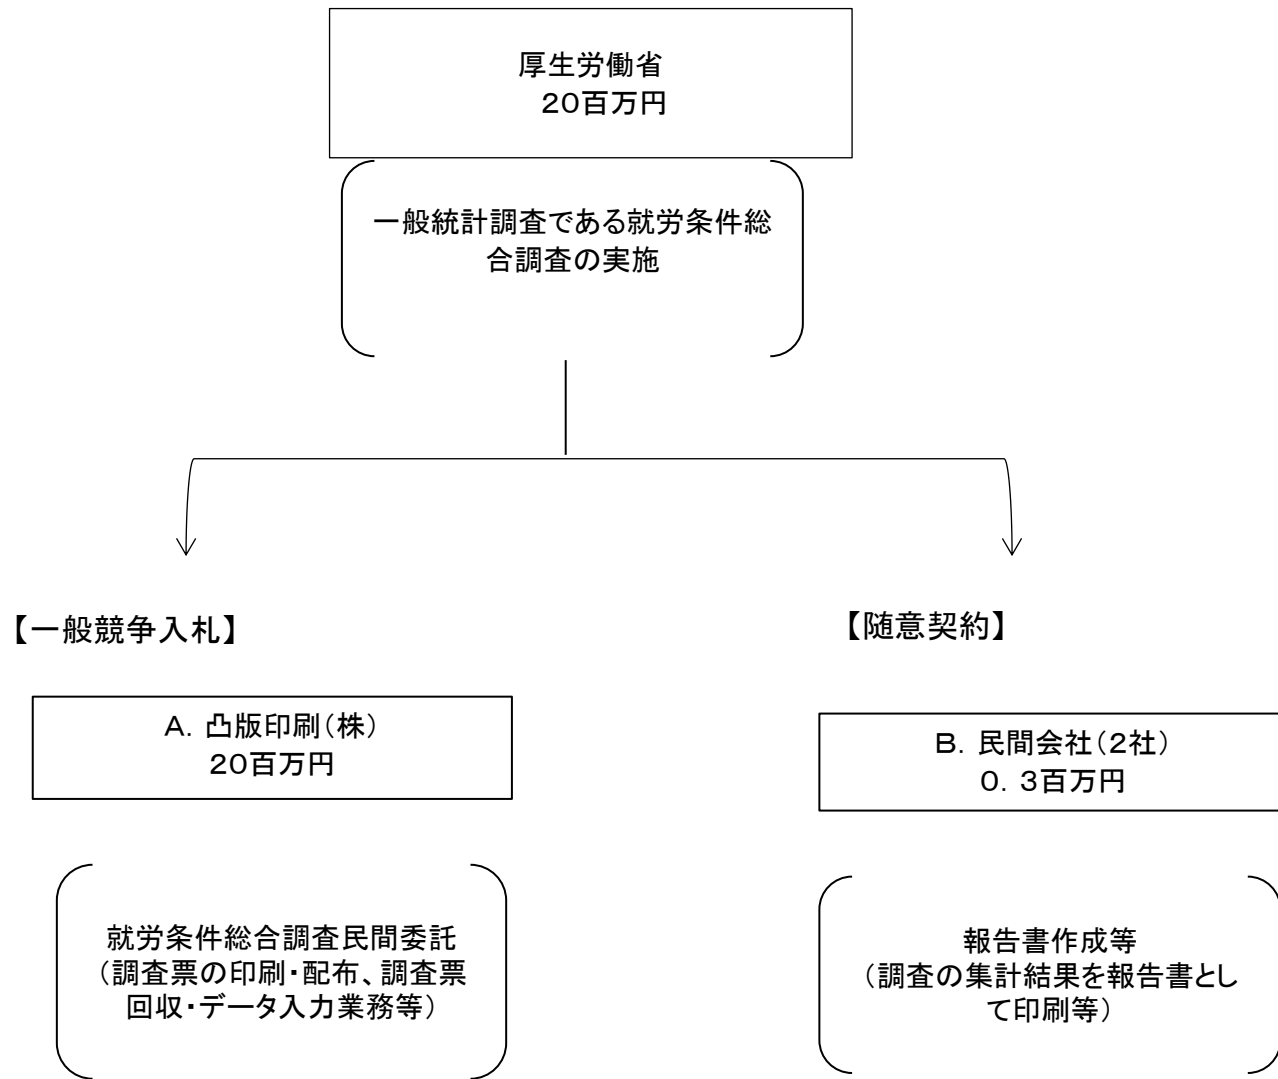 厚生労働省
20百万円
一般統計調査である就労条件総
合調査の実施
【一般競争入札】
【随意契約】
A．凸版印刷（株）
20百万円
B．民間会社（2社）
0．3百万円
就労条件総合調査民間委託
（調査票の印刷・配布、調査票
回収・データ入力業務等）
報告書作成等
（調査の集計結果を報告書とし
て印刷等）